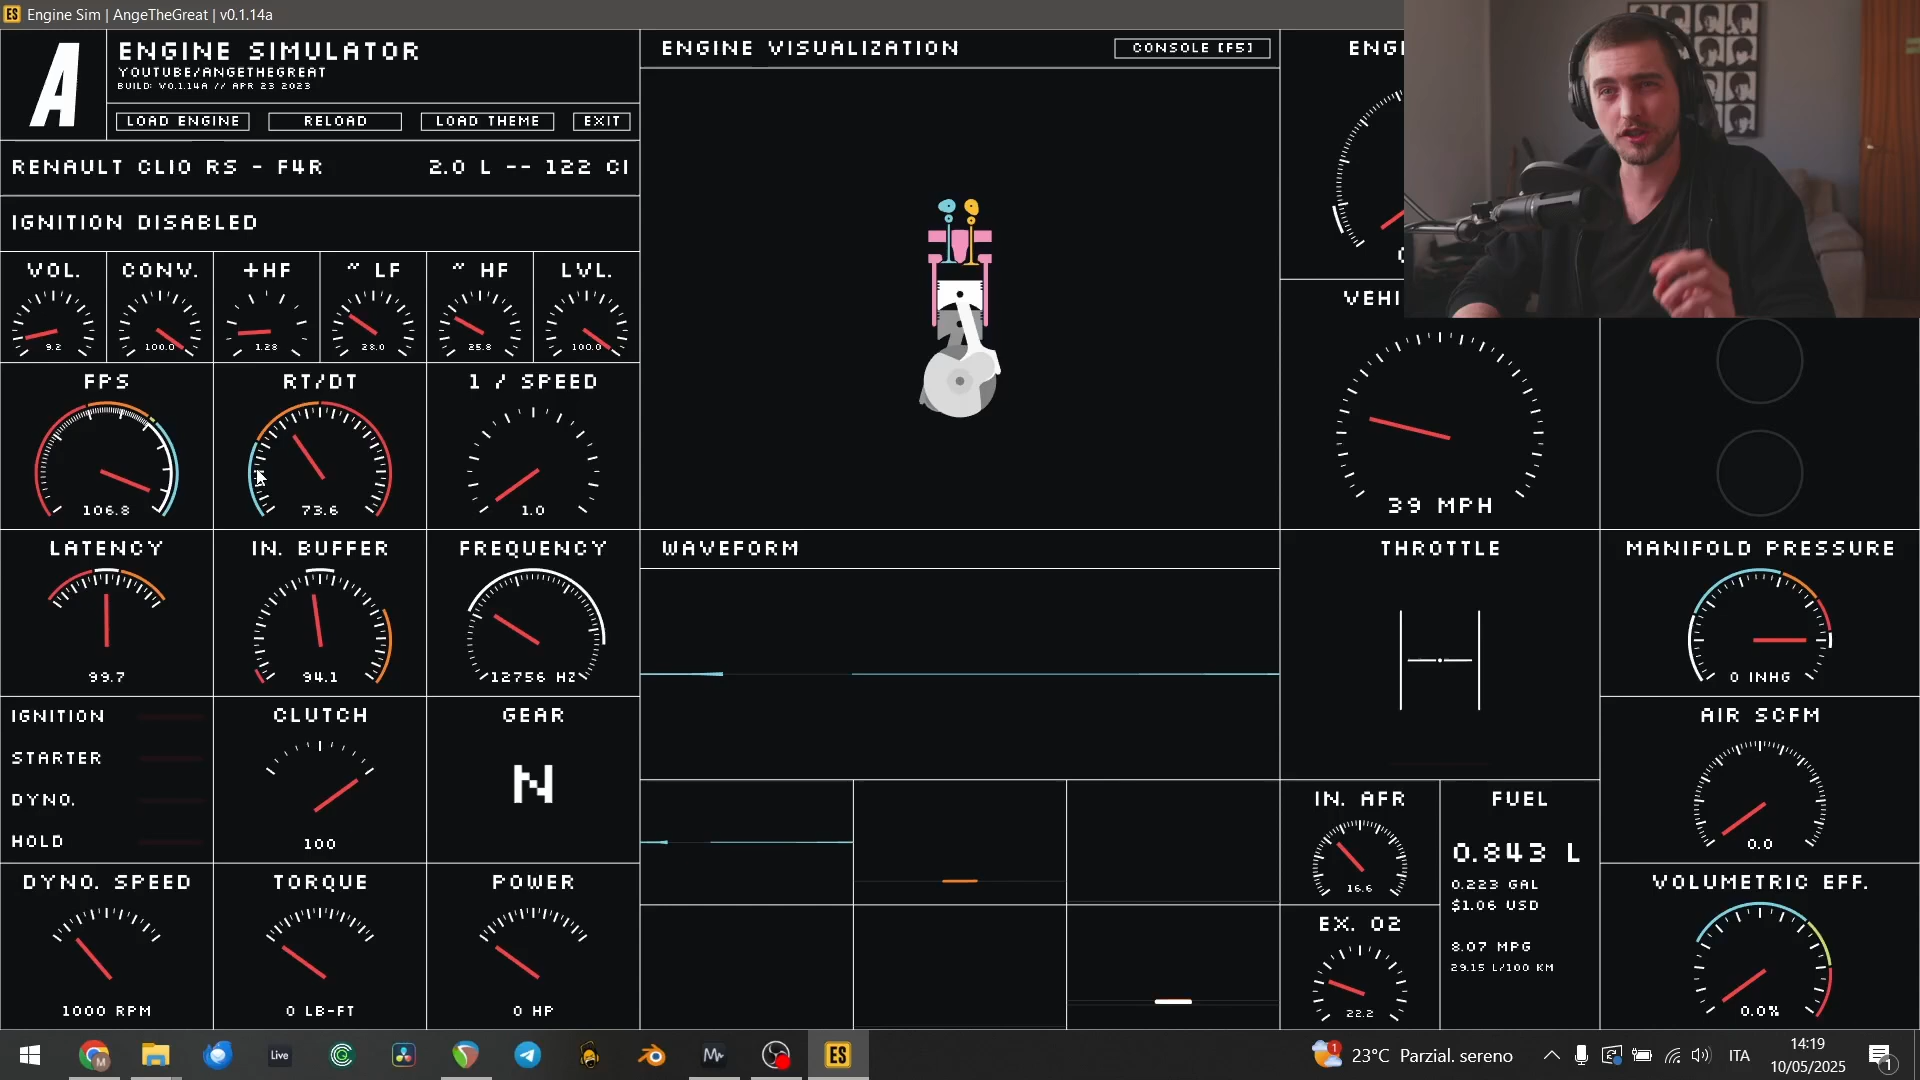 Engine Sim | AngeTheGreat | v0.1.14a
A
ENGINE SIMULATOR
YOUTUBE/ANGETHEGREAT
BUILD: V0.1.14A // APR 23 2023
LOAD ENGINE
RELOAD
LOAD THEME
EXIT
RENAULT CLIO RS - F4R
2.0 L -- 122 CI
IGNITION DISABLED
VOL.
CONV.
+HF
~ LF
~ HF
LVL.
9.2
100.0
1.28
28.0
25.8
100.0
FPS
RT/DT
1 / SPEED
106.8
73.6
1.0
LATENCY
IN. BUFFER
FREQUENCY
99.7
94.1
12756 HZ
IGNITION
STARTER
DYNO.
HOLD
CLUTCH
100
GEAR
N
DYNO. SPEED
TORQUE
POWER
1000 RPM
0 LB-FT
0 HP
ENGINE VISUALIZATION
CONSOLE [F5]
WAVEFORM
ENG
VEHI
39 MPH
THROTTLE
MANIFOLD PRESSURE
0 INHG
AIR SCFM
0.0
VOLUMETRIC EFF.
0.0%
IN. AFR
16.6
EX. O2
22.2
FUEL
0.843 L
0.223 GAL
$1.06 USD
8.07 MPG
29.15 L/100 KM
Live
ES
23°C Parzial. sereno
ITA
14:19
10/05/2025